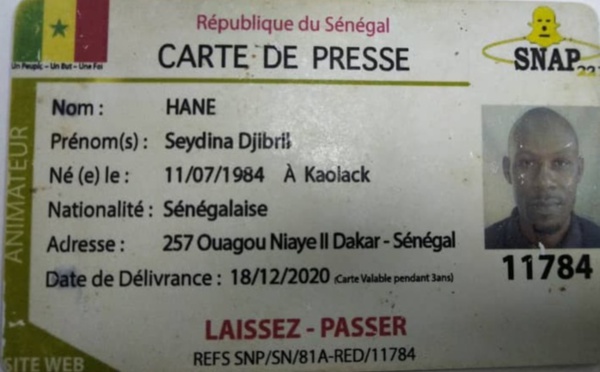 République du Sénégal
Un Peuple - Un But - Une Foi
CARTE DE PRESSE
SNAP 221
ANIMATEUR
Nom : HANE
Prénom(s) : Seydina Djibril
Né (e) le : 11/07/1984 À Kaolack
Nationalité : Sénégalaise
Adresse : 257 Ouagou Niaye II Dakar - Sénégal
Date de Délivrance : 18/12/2020 (Carte Valable pendant 3ans)
11784
LAISSEZ - PASSER
REFS SNP/SN/81A-RED/11784
SITE WEB